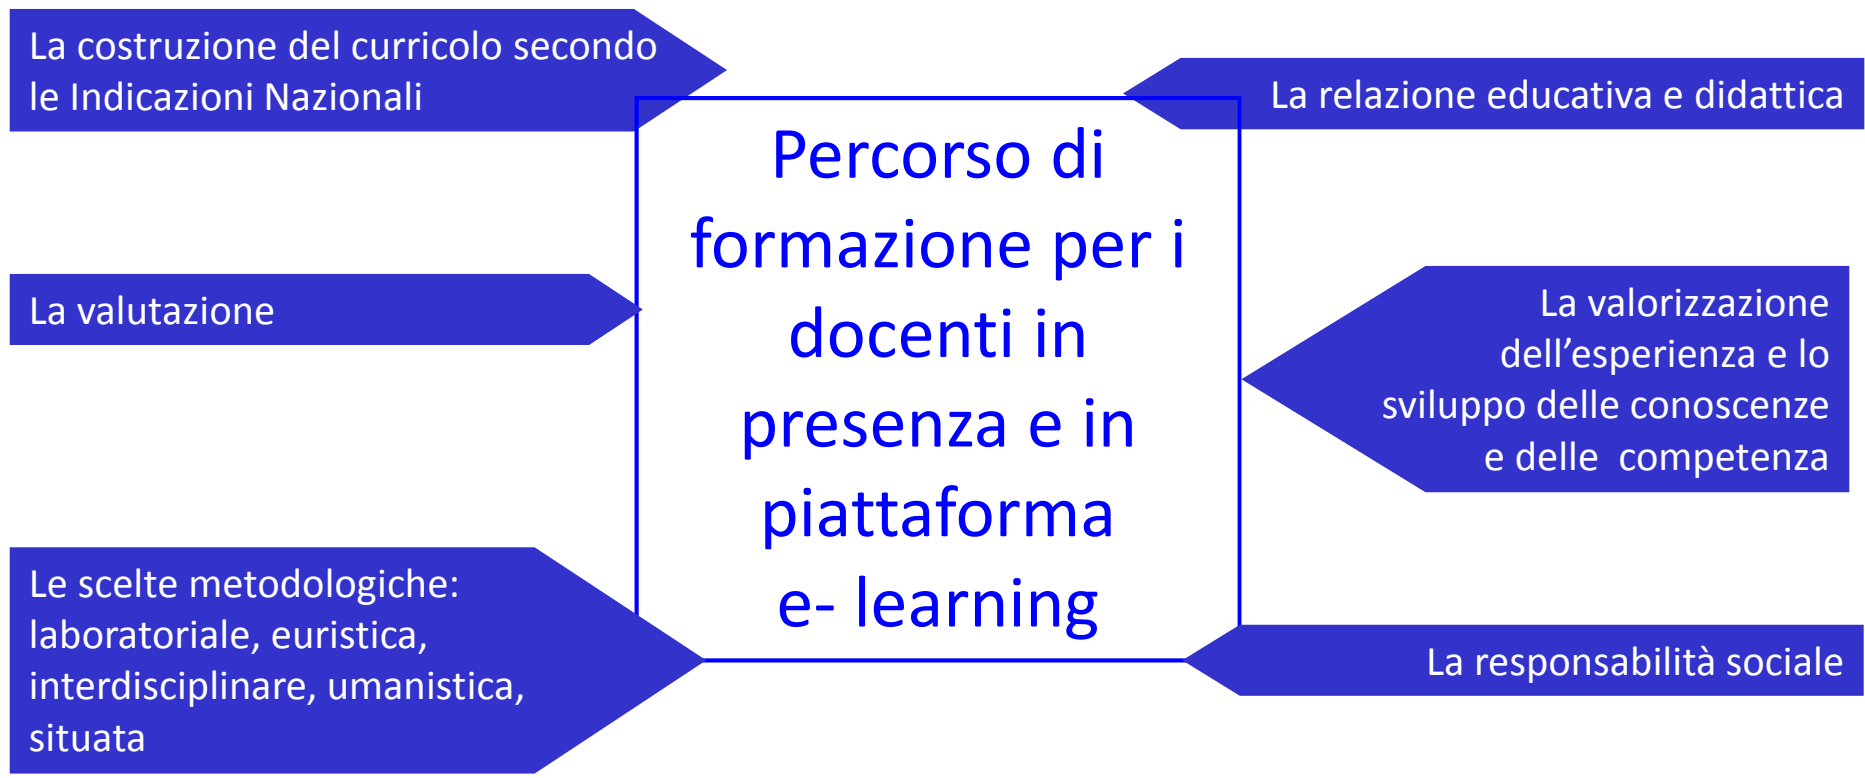 La costruzione del curricolo secondo
le Indicazioni Nazionali
La relazione educativa e didattica
Percorso di
formazione per i
docenti in
presenza e in
piattaforma
e- learning
La valutazione
La valorizzazione
dell’esperienza e lo
sviluppo delle conoscenze
e delle  competenza
Le scelte metodologiche:
laboratoriale, euristica,
interdisciplinare, umanistica,
situata
La responsabilità sociale